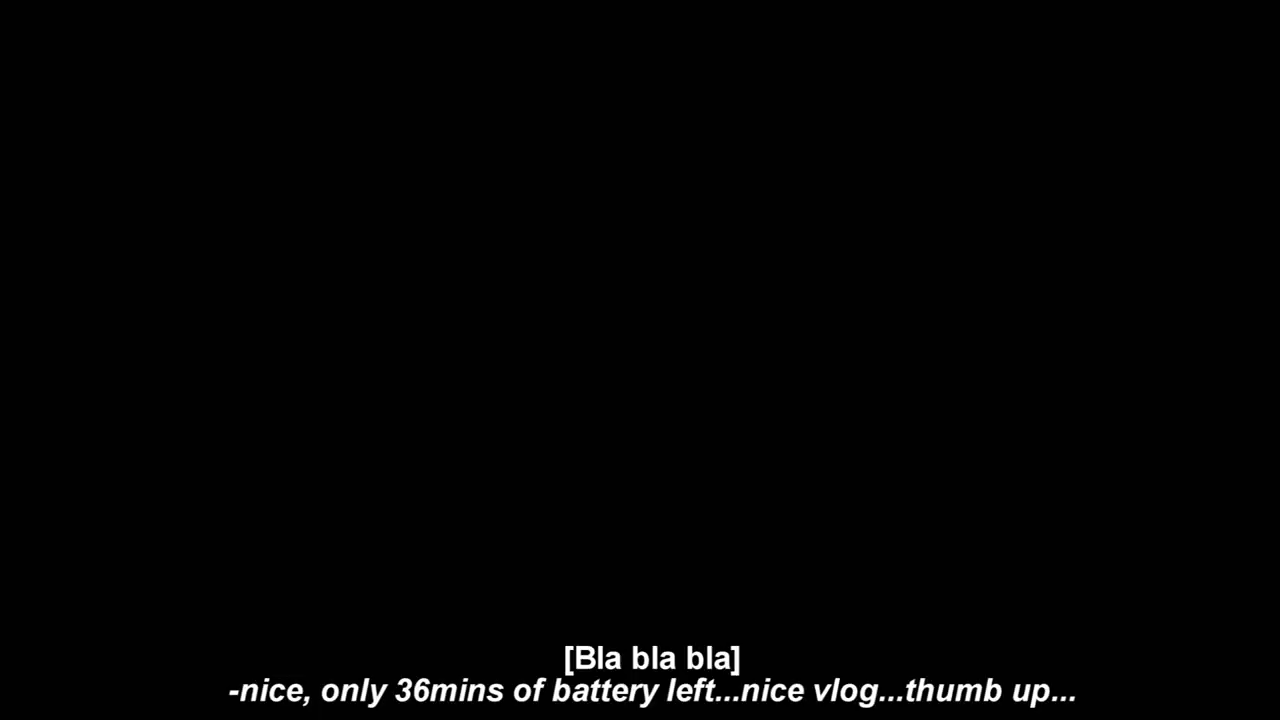 [Bla bla bla]
-nice, only 36mins of battery left...nice vlog...thumb up...